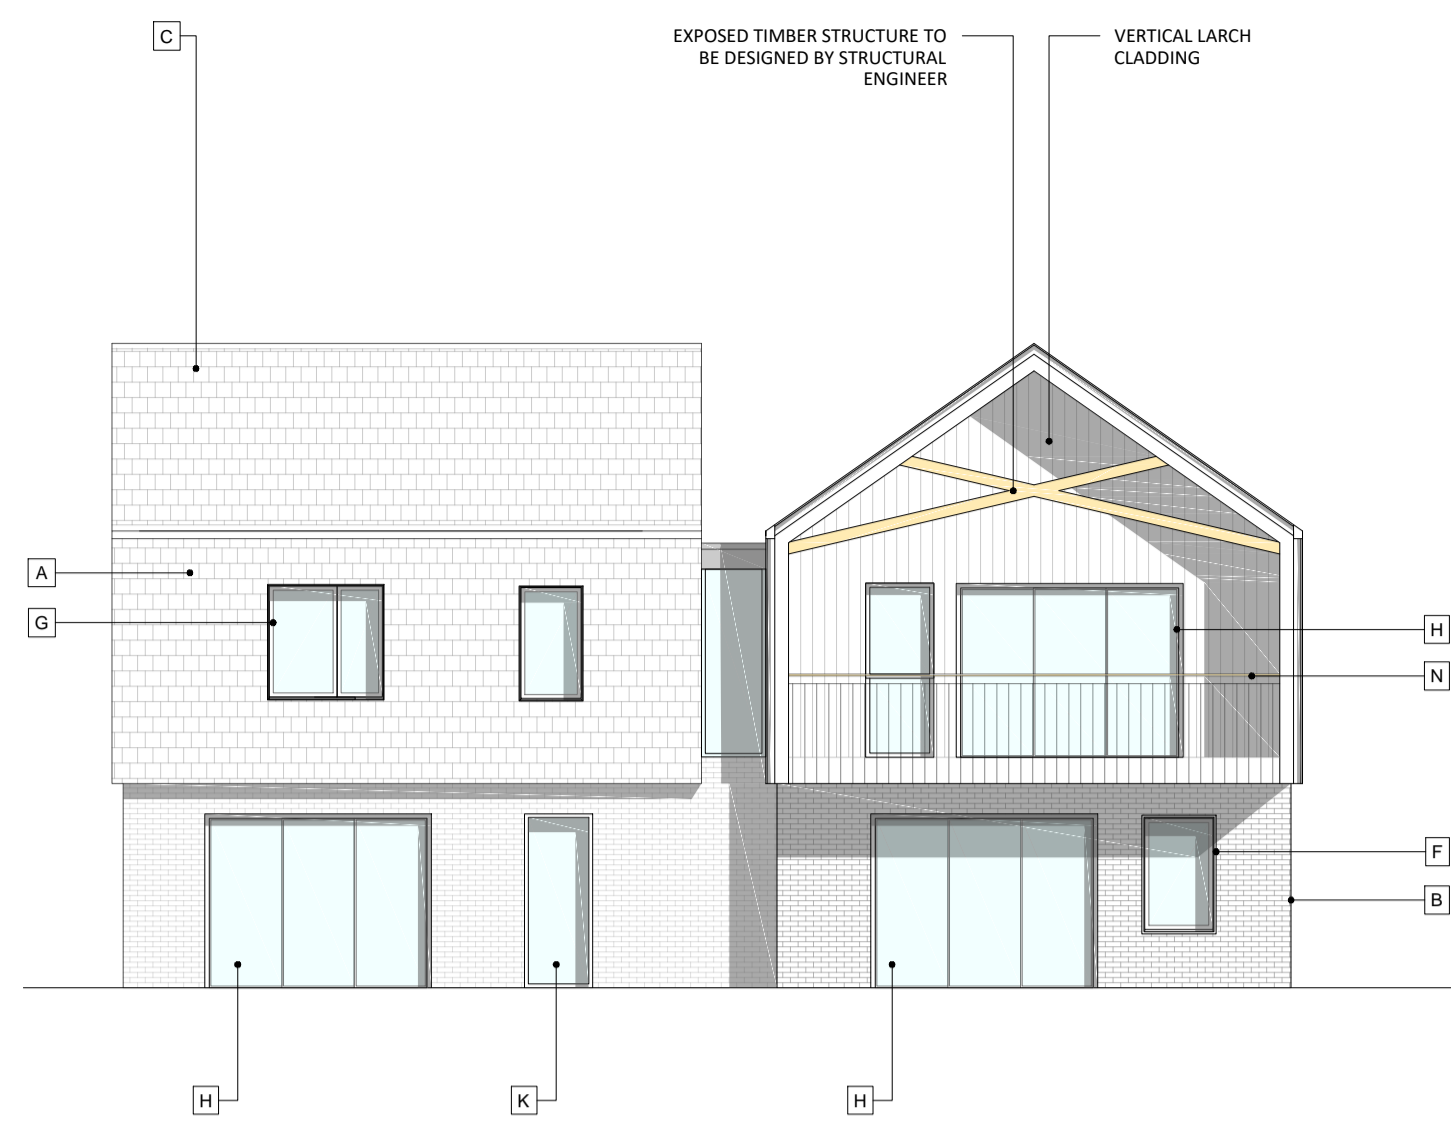 C
EXPOSED TIMBER STRUCTURE TO
BE DESIGNED BY STRUCTURAL
ENGINEER
VERTICAL LARCH
CLADDING
A
G
H
N
F
B
H
K
H